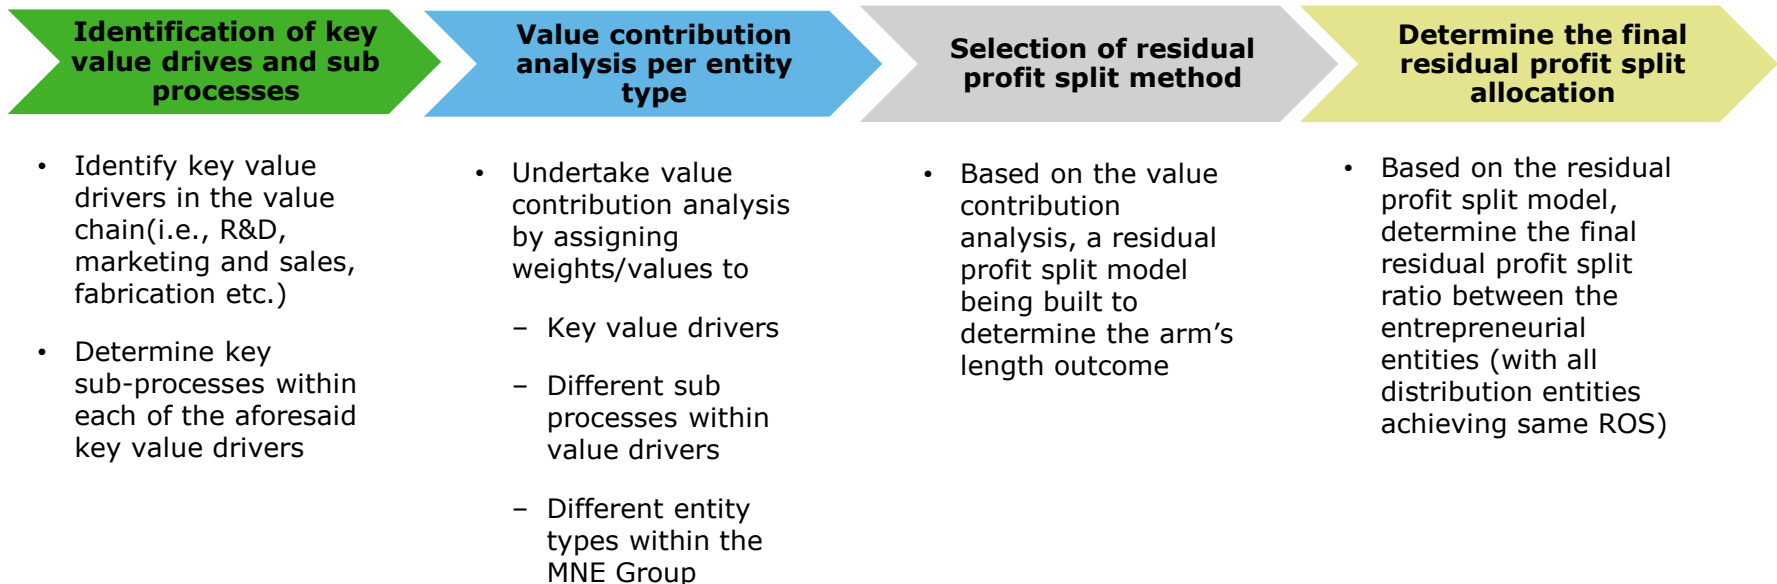 Identification of key
value drives and sub
processes
Value contribution
analysis per entity
type
Selection of residual
profit split method
Determine the final
residual profit split
allocation
• Identify key value
drivers in the value
chain(i.e., R&D,
marketing and sales,
fabrication etc.)
• Determine key
sub-processes within
each of the aforesaid
key value drivers
• Undertake value
contribution analysis
by assigning
weights/values to
– Key value drivers
– Different sub
processes within
value drivers
– Different entity
types within the
MNE Group
• Based on the value
contribution
analysis, a residual
profit split model
being built to
determine the arm’s
length outcome
• Based on the residual
profit split model,
determine the final
residual profit split
ratio between the
entrepreneurial
entities (with all
distribution entities
achieving same ROS)